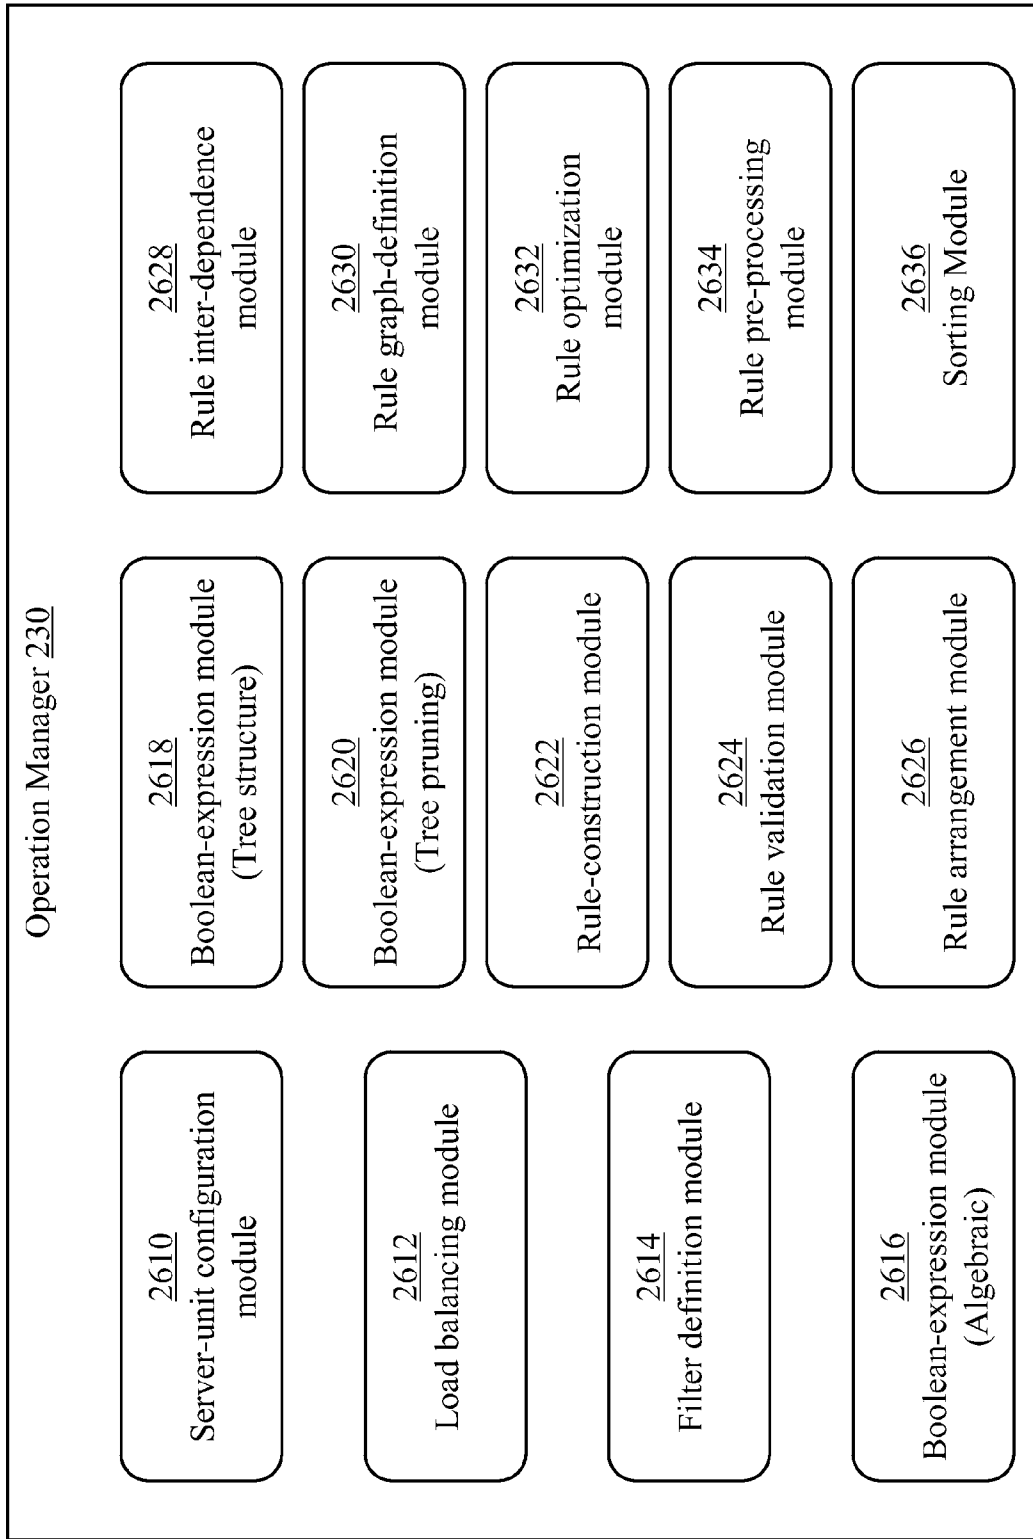 Operation Manager 230
2610
Server-unit configuration
module
2612
Load balancing module
2614
Filter definition module
2616
Boolean-expression module
(Algebraic)
2618
Boolean-expression module
(Tree structure)
2620
Boolean-expression module
(Tree pruning)
2622
Rule-construction module
2624
Rule validation module
2626
Rule arrangement module
2628
Rule inter-dependence
module
2630
Rule graph-definition
module
2632
Rule optimization
module
2634
Rule pre-processing
module
2636
Sorting Module